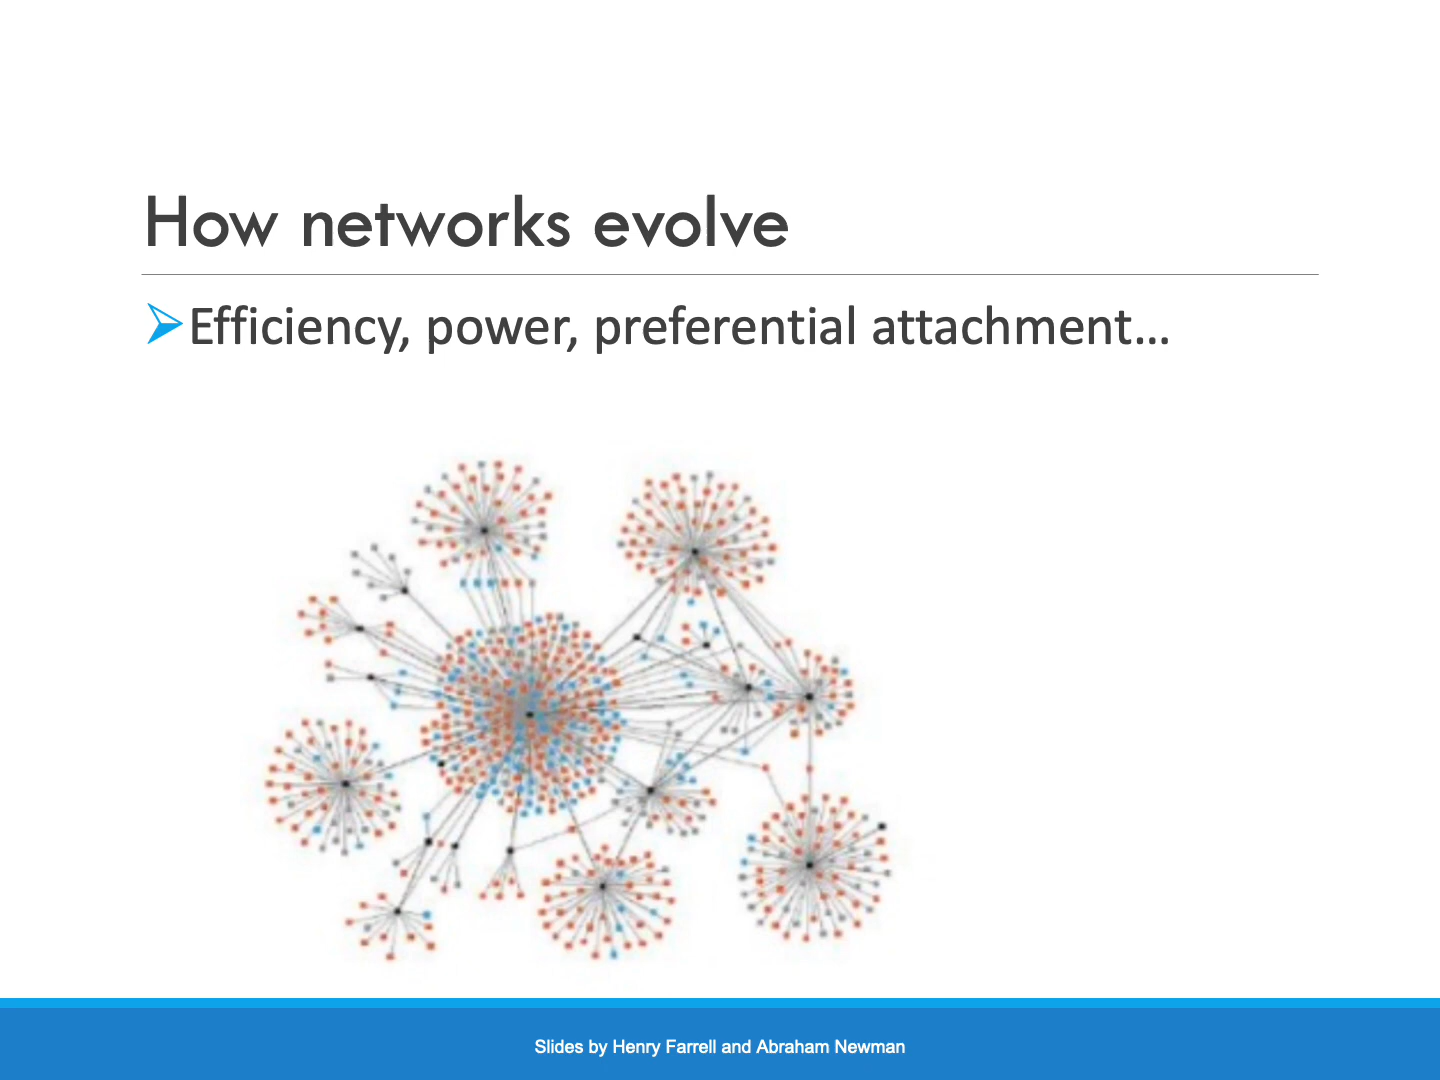 How networks evolve
Efficiency, power, preferential attachment…
Slides by Henry Farrell and Abraham Newman